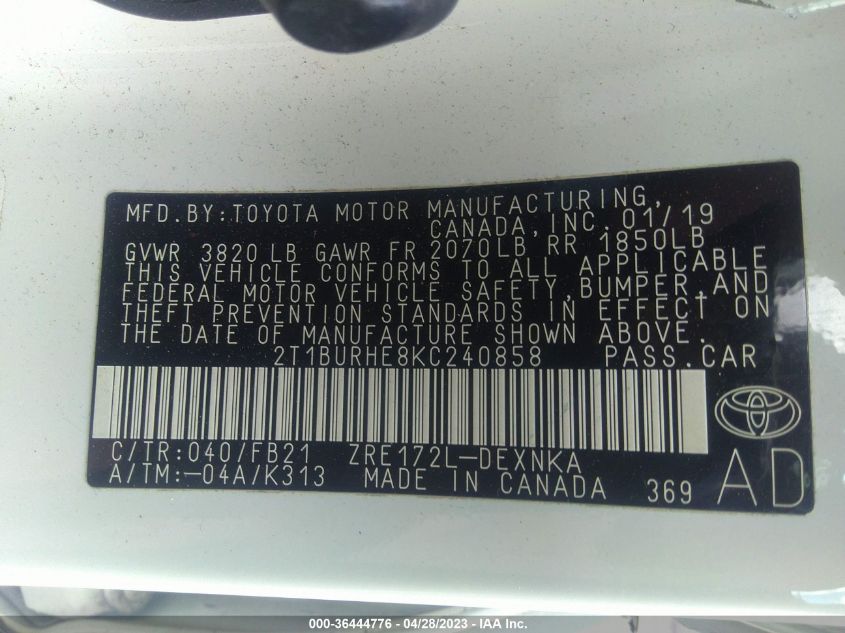 MFD.BY:TOYOTA MOTOR MANUFACTURING,
CANADA,INC.01/19
GVWR 3820 LB GAWR FR 2070LB RR 1850LB
THIS VEHICLE CONFORMS TO ALL APPLICABLE
FEDERAL MOTOR VEHICLE SAFETY,BUMPER,AND
THEFT PREVENTION STANDARDS IN EFFECT ON
THE DATE OF MANUFACTURE SHOWN ABOVE.
2T1BURHE8KC240858 PASS.CAR
C/TR:040/FB21 ZRE172L-DEXNKA
A/TM:-04A/K313 MADE IN CANADA 369
AD
000-36444776 - 04/28/2023 - IAA Inc.